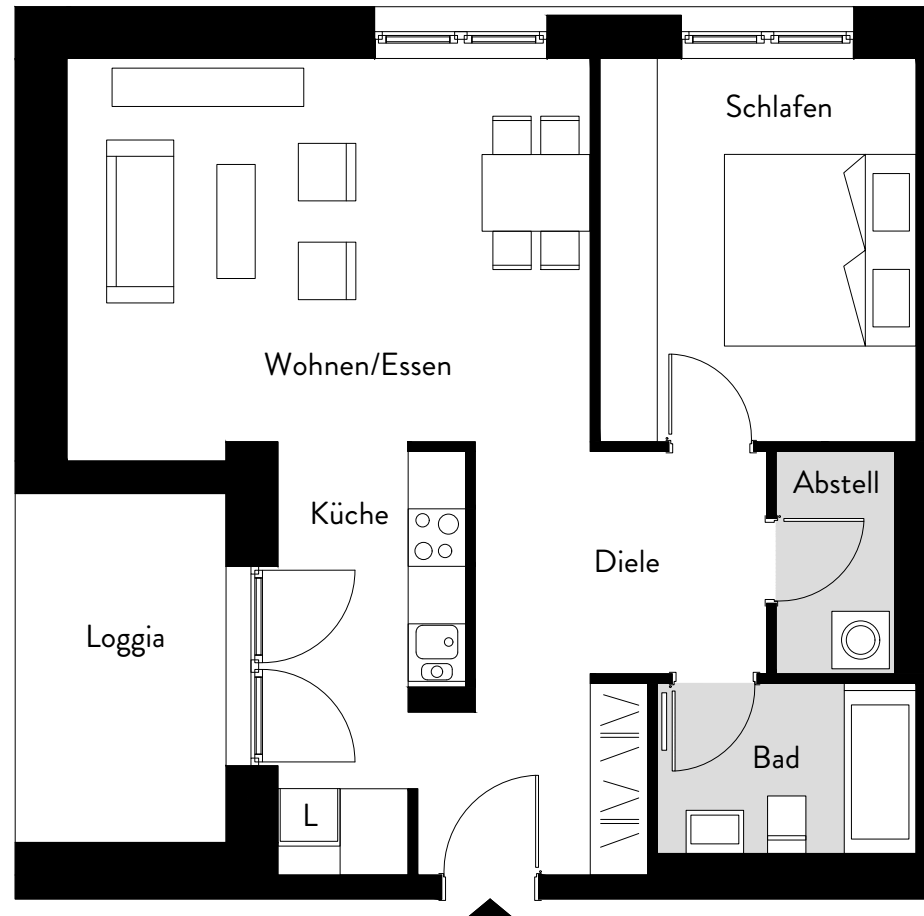 Schlafen
Wohnen/Essen
Küche
Abstell
Diele
Loggia
Bad
L